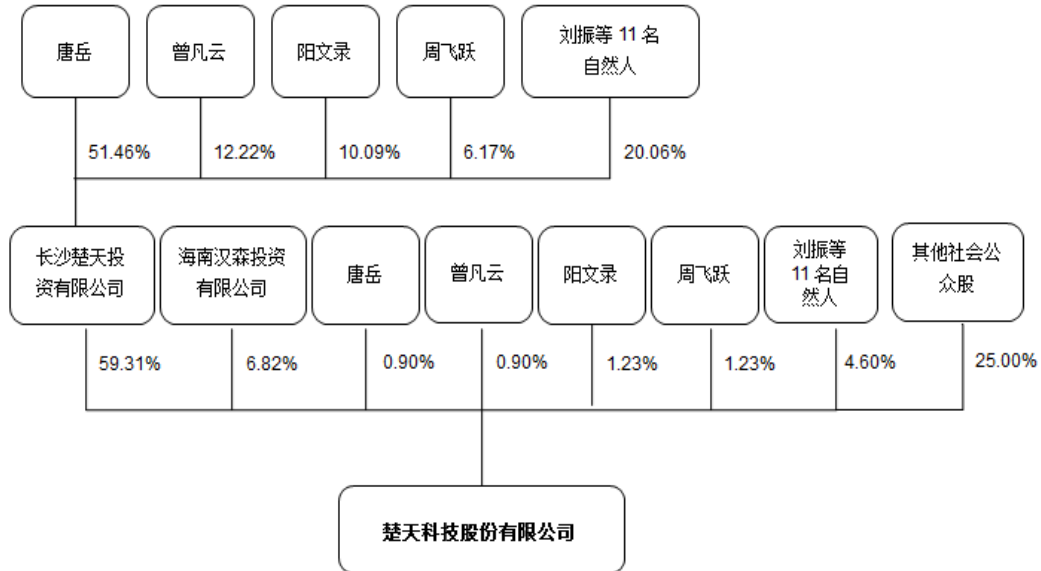 唐岳
曾凡云
阳文录
周飞跃
刘振等 11 名
自然人
51.46%
12.22%
10.09%
6.17%
20.06%
长沙楚天投
资有限公司
海南汉森投资
有限公司
唐岳
曾凡云
阳文录
周飞跃
刘振等
11 名自
然人
其他社会公
众股
59.31%
6.82%
0.90%
0.90%
1.23%
1.23%
4.60%
25.00%
楚天科技股份有限公司